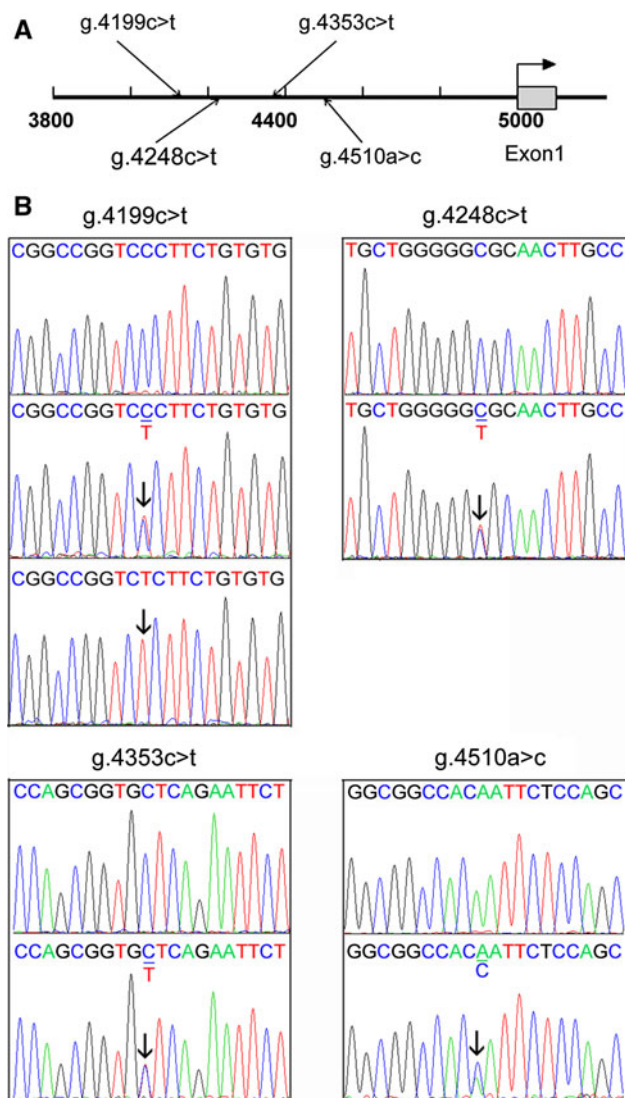 A
g.4199c>t g.4353c>t
3800 4400 5000
g.4248c>t g.4510a>c Exon1
B
g.4199c>t g.4248c>t
CGGCCGGTCCCTTCTGTGTG TGCTGGGGGCGCAACTTGCC
CGGCCGGTCCCTTCTGTGTG TGCTGGGGGCGCAACTTGCC
T T
CGGCCGGTCTCTTCTGTGTG
g.4353c>t g.4510a>c
CCAGCGGTGCTCAGAATTCT GGCGGCCACAATTCTCCAGC
CCAGCGGTGCTCAGAATTCT GGCGGCCACAATTCTCCAGC
T C